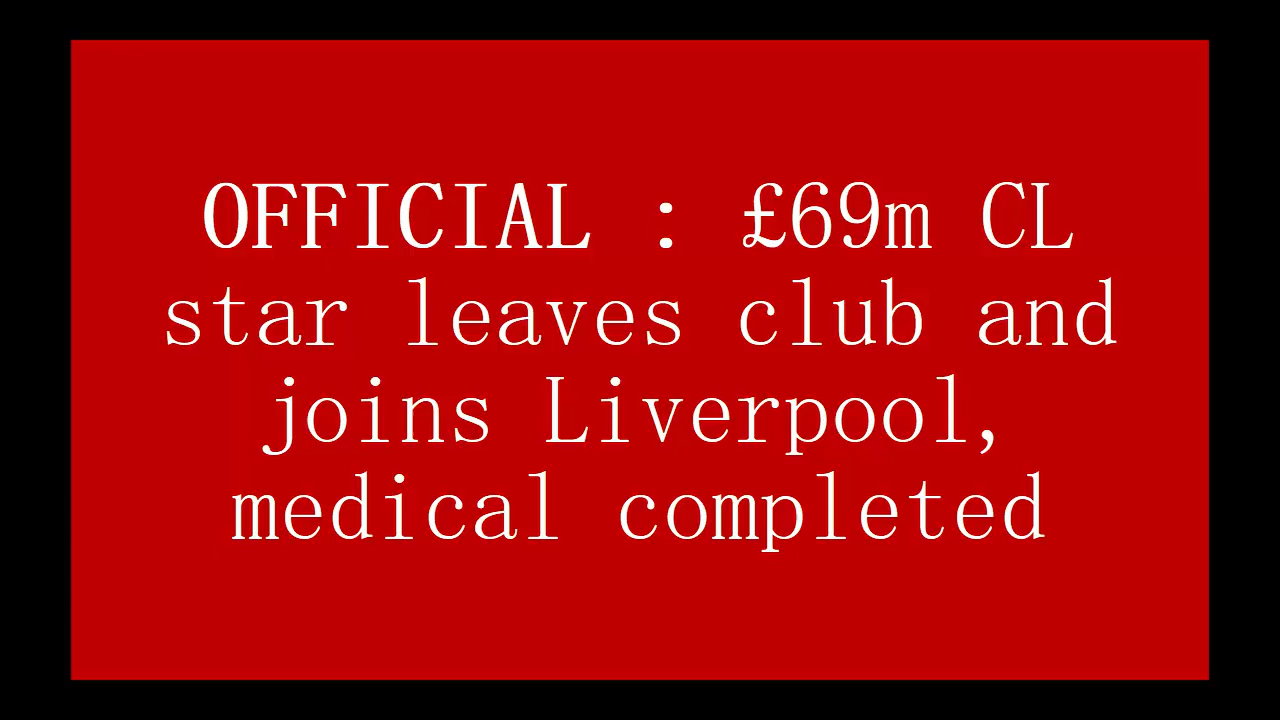 OFFICIAL : £69m CL
star leaves club and
joins Liverpool,
medical completed